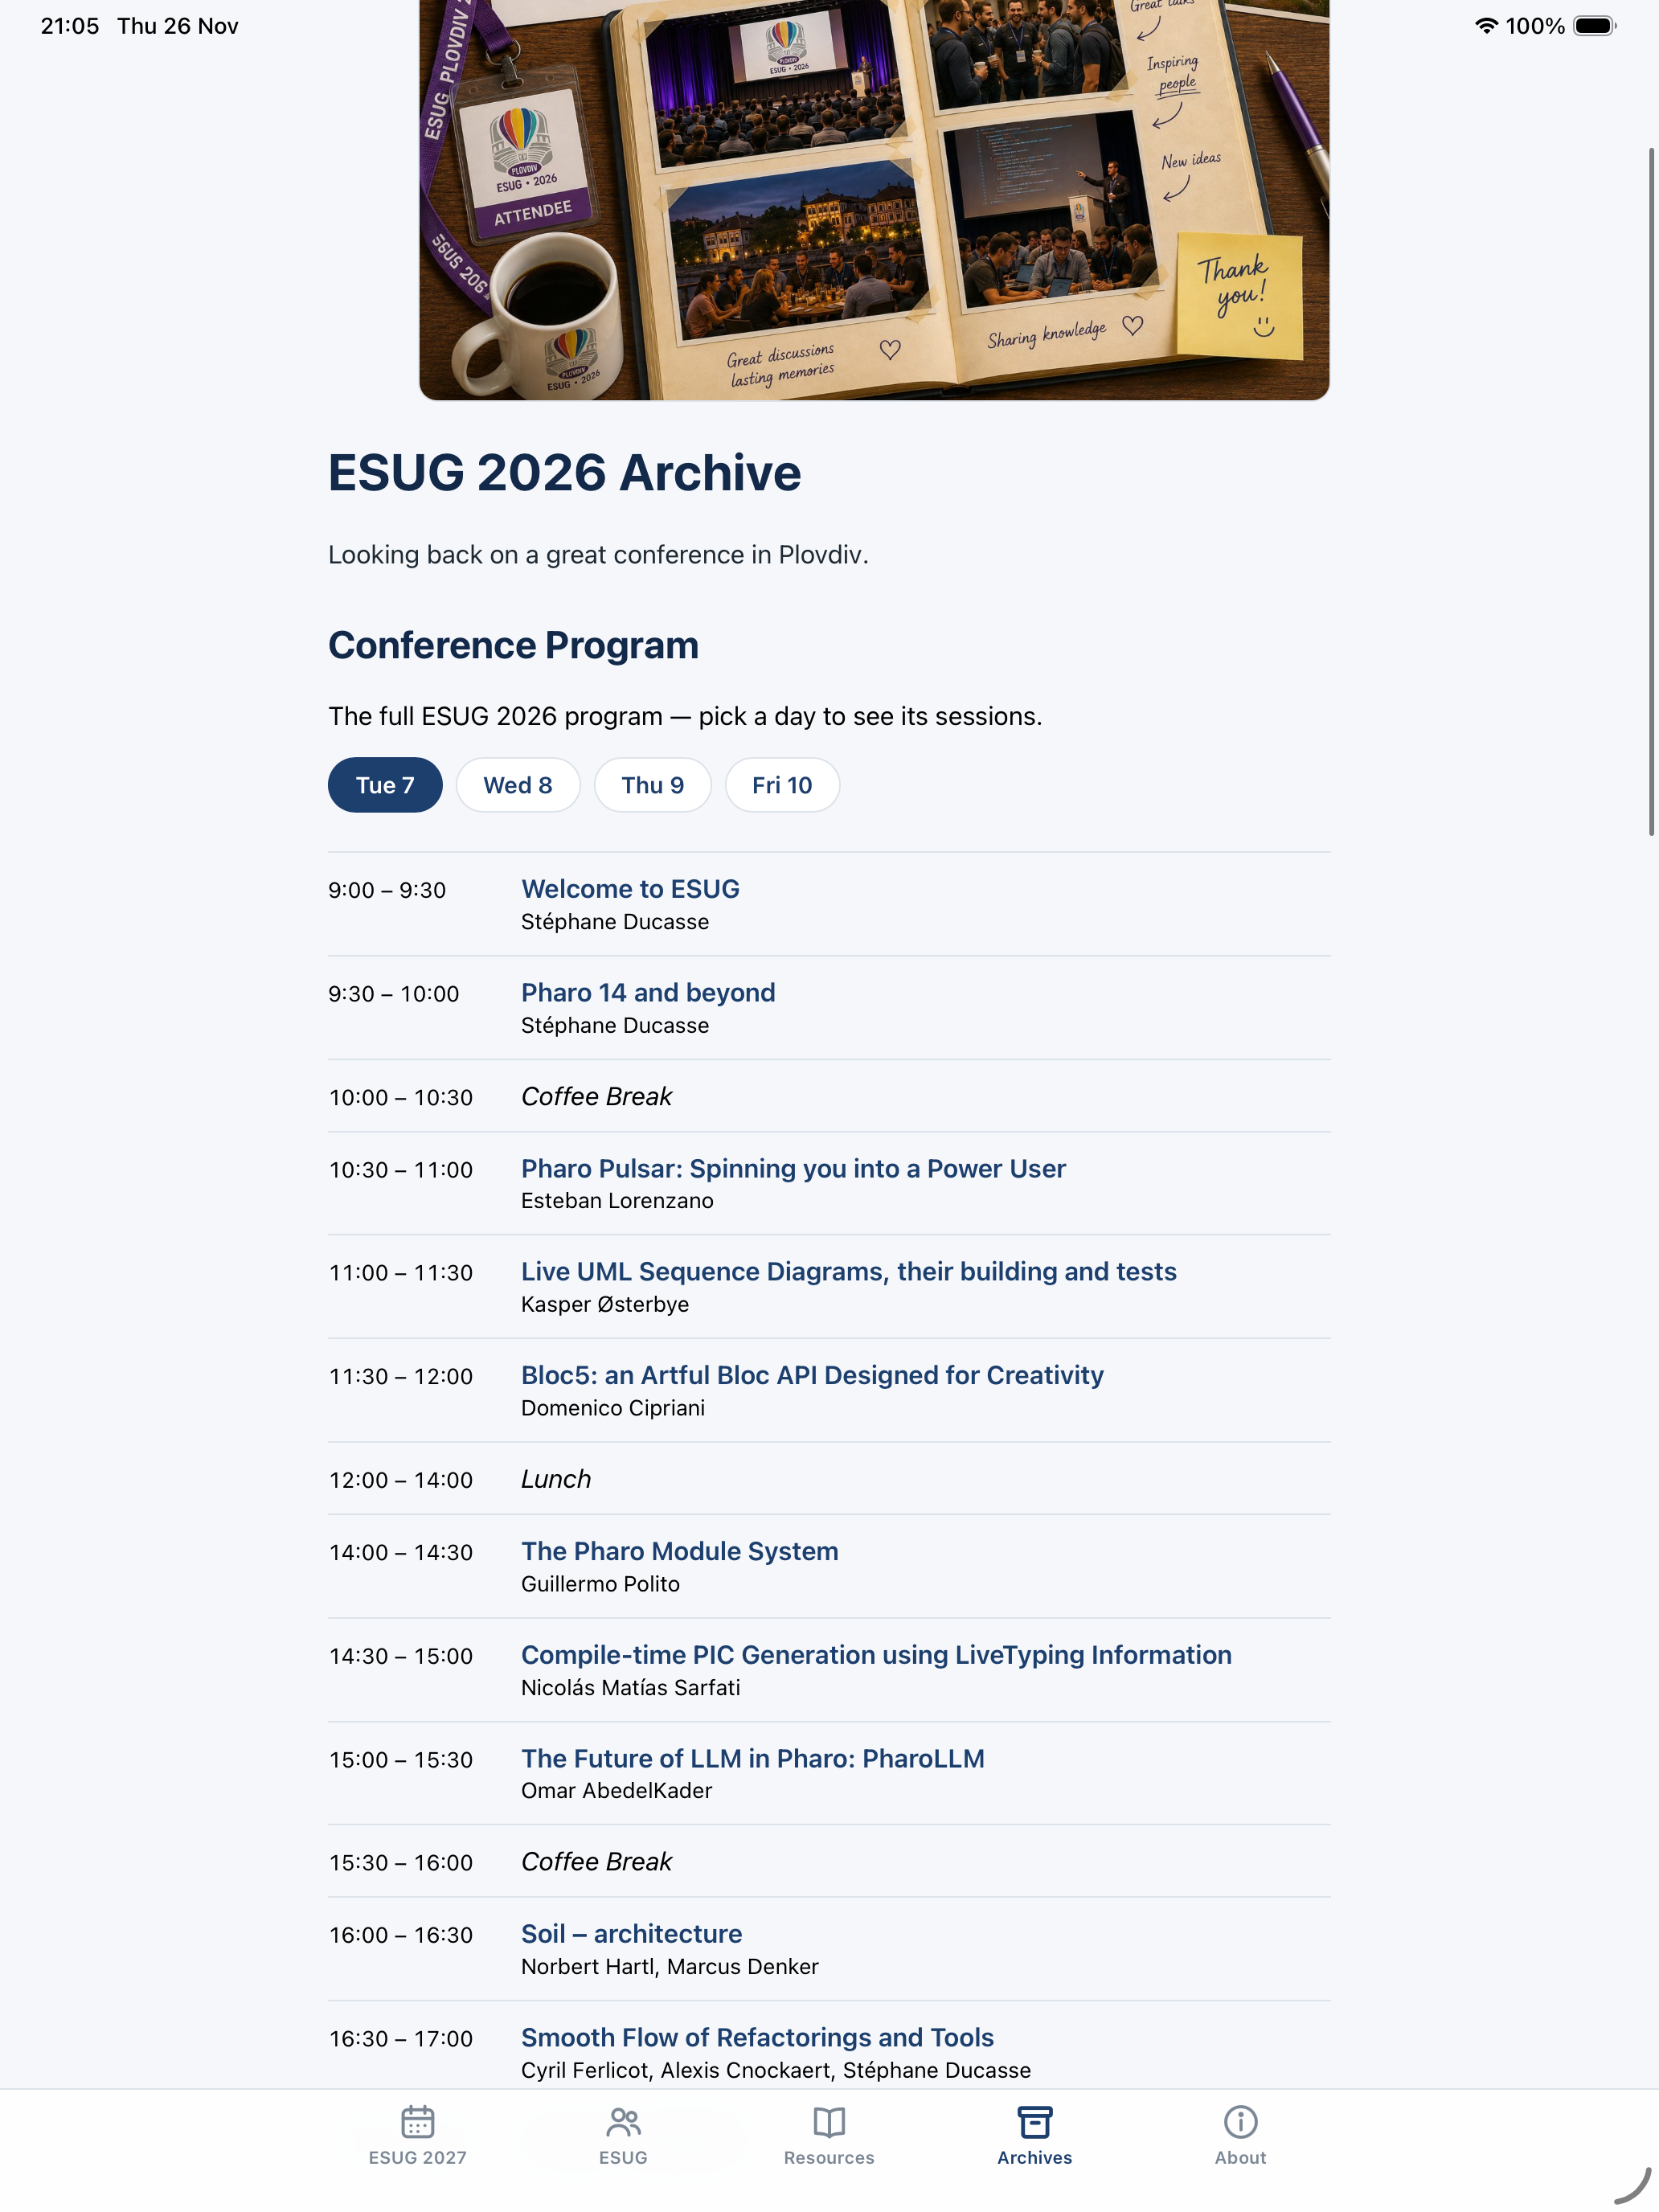 21:05 Thu 26 Nov
100%
ESUG PLOVDIV
PLOVDIV
ESUG • 2026
ATTENDEE
PLOVDIV
ESUG • 2026
PLOVDIV
ESUG • 2026
Great talks
Inspiring
people
New ideas
Thank
you!
Great discussions
lasting memories
Sharing knowledge
ESUG 2026 Archive
Looking back on a great conference in Plovdiv.
Conference Program
The full ESUG 2026 program — pick a day to see its sessions.
Tue 7 Wed 8 Thu 9 Fri 10
9:00 – 9:30 Welcome to ESUG
Stéphane Ducasse
9:30 – 10:00 Pharo 14 and beyond
Stéphane Ducasse
10:00 – 10:30 Coffee Break
10:30 – 11:00 Pharo Pulsar: Spinning you into a Power User
Esteban Lorenzano
11:00 – 11:30 Live UML Sequence Diagrams, their building and tests
Kasper Østerbye
11:30 – 12:00 Bloc5: an Artful Bloc API Designed for Creativity
Domenico Cipriani
12:00 – 14:00 Lunch
14:00 – 14:30 The Pharo Module System
Guillermo Polito
14:30 – 15:00 Compile-time PIC Generation using LiveTyping Information
Nicolás Matías Sarfati
15:00 – 15:30 The Future of LLM in Pharo: PharoLLM
Omar AbedelKader
15:30 – 16:00 Coffee Break
16:00 – 16:30 Soil – architecture
Norbert Hartl, Marcus Denker
16:30 – 17:00 Smooth Flow of Refactorings and Tools
Cyril Ferlicot, Alexis Cnockaert, Stéphane Ducasse
ESUG 2027 ESUG Resources Archives About